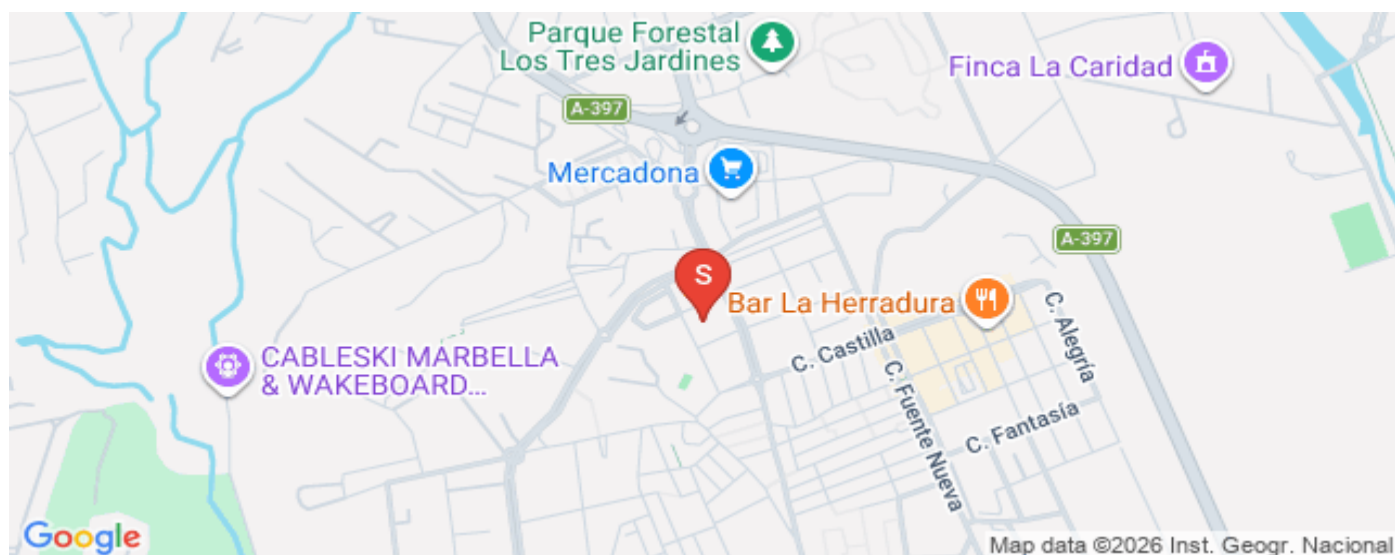 Parque Forestal
Los Tres Jardines
Finca La Caridad
A-397
Mercadona
A-397
S
Bar La Herradura
C. Alegría
C. Castilla
CABLESKI MARBELLA
& WAKEBOARD...
C. Fuente Nueva
C. Fantasía
Google
Map data ©2026 Inst. Geogr. Nacional